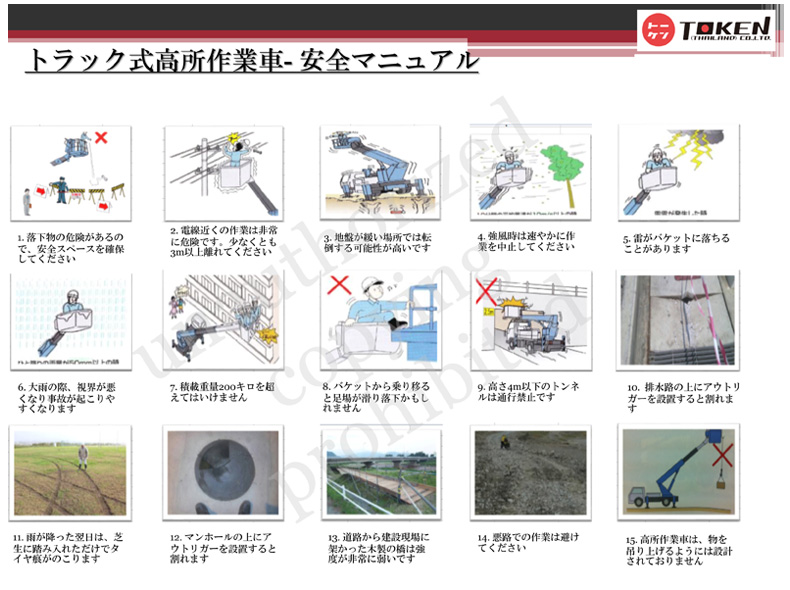 トーケン TOKEN
(THAILAND) CO.,LTD.
トラック式高所作業車- 安全マニュアル
1. 落下物の危険があるの
で、安全スペースを確保
してください
2. 電線近くの作業は非常
に危険です。少なくとも
3m以上離れてください
3. 地盤が緩い場所では転
倒する可能性が高いです
4. 強風時は速やかに作
業を中止してください
5. 雷がバケットに落ちる
ことがあります
6. 大雨の際、視界が悪
くなり事故が起こりや
すくなります
7. 積載重量200キロを超
えてはいけません
8. バケットから乗り移る
と足場が滑り落下かもし
れません
9. 高さ4m以下のトンネ
ルは通行禁止です
10. 排水路の上にアウトリ
ガーを設置すると割れま
す
11. 雨が降った翌日は、芝
生に踏み入れただけでタ
イヤ痕がのこります
12. マンホールの上にア
ウトリガーを設置すると
割れます
13. 道路から建設現場に
架かった木製の橋は強
度が非常に弱いです
14. 悪路での作業は避け
てください
15. 高所作業車は、物を
吊り上げるようには設計
されておりません
unauthorized
copying
prohibited